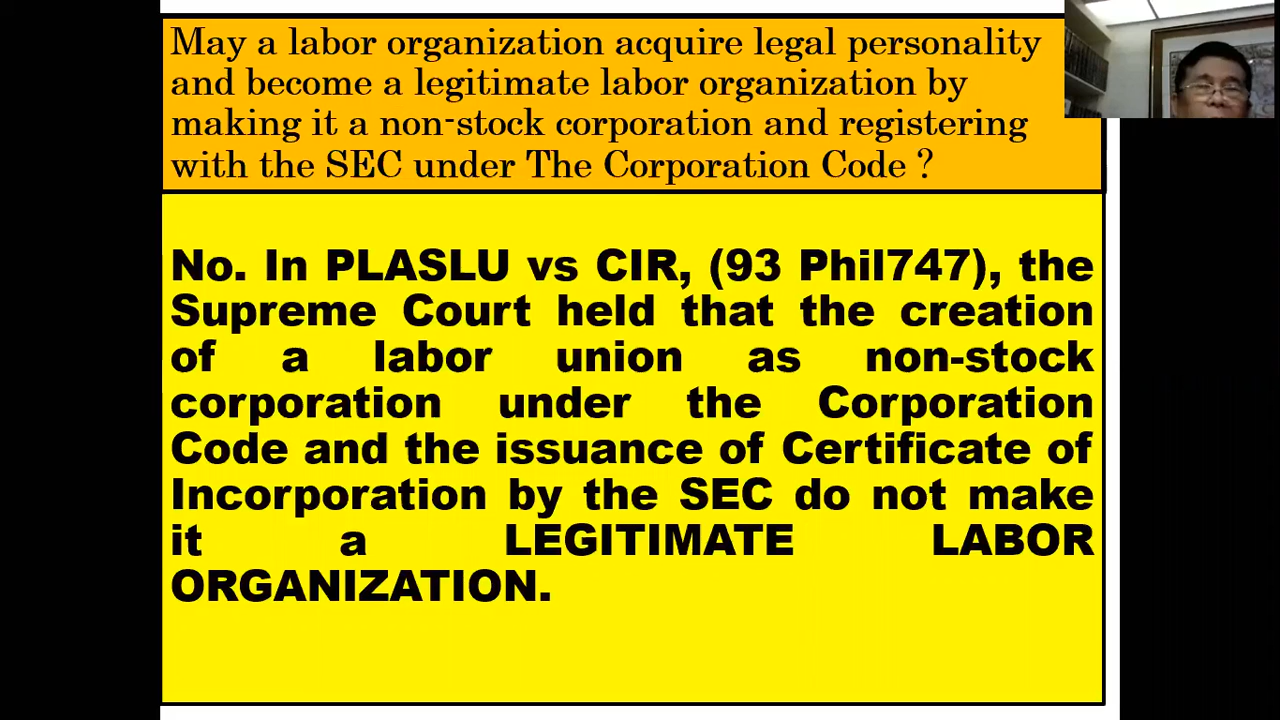 May a labor organization acquire legal personality
and become a legitimate labor organization by
making it a non-stock corporation and registering
with the SEC under The Corporation Code ?
No. In PLASLU vs CIR, (93 Phil747), the
Supreme Court held that the creation
of a labor union as non-stock
corporation under the Corporation
Code and the issuance of Certificate of
Incorporation by the SEC do not make
it a LEGITIMATE LABOR
ORGANIZATION.